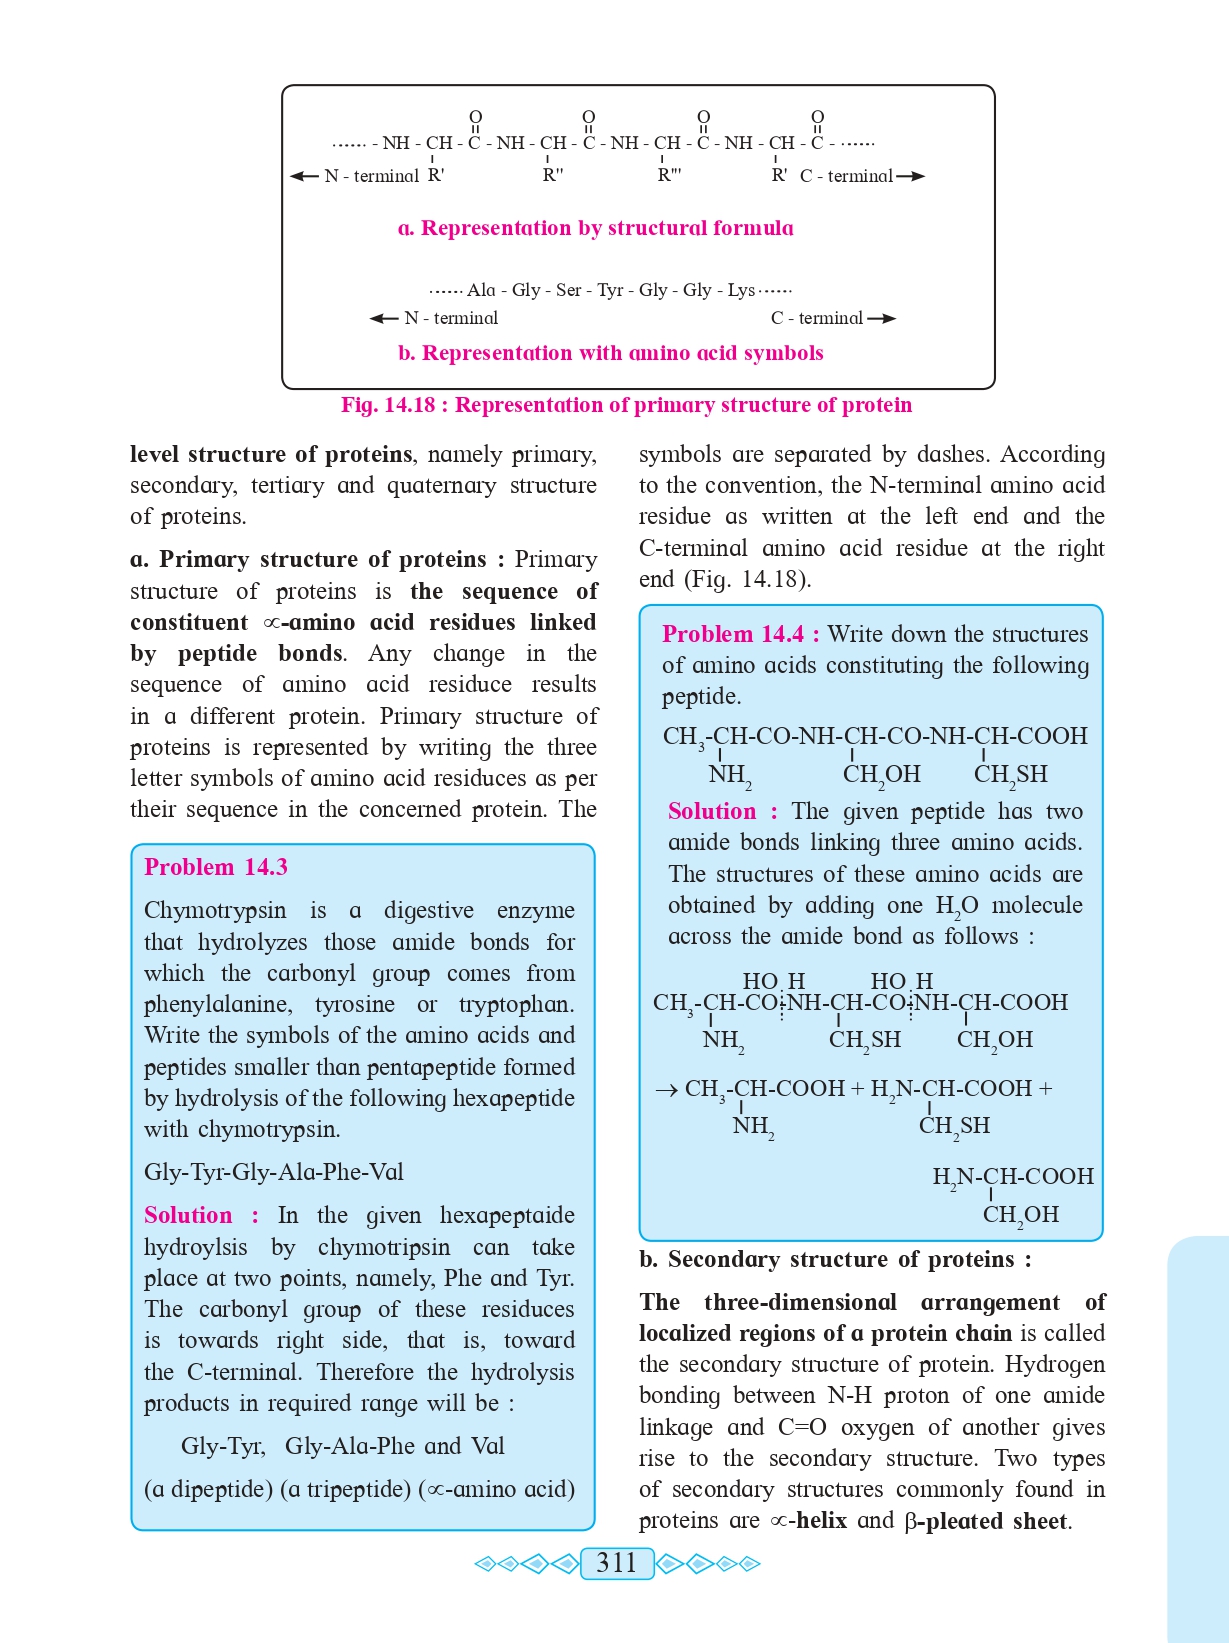 O O O O
...... - NH - CH - C - NH - CH - C - NH - CH - C - NH - CH - C - ......
N - terminal R' R'' R''' R' C - terminal
a. Representation by structural formula
...... Ala - Gly - Ser - Tyr - Gly - Gly - Lys ......
N - terminal C - terminal
b. Representation with amino acid symbols
Fig. 14.18 : Representation of primary structure of protein
level structure of proteins, namely primary,
secondary, tertiary and quaternary structure
of proteins.
a. Primary structure of proteins : Primary
structure of proteins is the sequence of
constituent ∝-amino acid residues linked
by peptide bonds. Any change in the
sequence of amino acid residuce results
in a different protein. Primary structure of
proteins is represented by writing the three
letter symbols of amino acid residuces as per
their sequence in the concerned protein. The
Problem 14.3
Chymotrypsin is a digestive enzyme
that hydrolyzes those amide bonds for
which the carbonyl group comes from
phenylalanine, tyrosine or tryptophan.
Write the symbols of the amino acids and
peptides smaller than pentapeptide formed
by hydrolysis of the following hexapeptide
with chymotrypsin.
Gly-Tyr-Gly-Ala-Phe-Val
Solution : In the given hexapeptaide
hydroylsis by chymotripsin can take
place at two points, namely, Phe and Tyr.
The carbonyl group of these residuces
is towards right side, that is, toward
the C-terminal. Therefore the hydrolysis
products in required range will be :
Gly-Tyr, Gly-Ala-Phe and Val
(a dipeptide) (a tripeptide) (∝-amino acid)
symbols are separated by dashes. According
to the convention, the N-terminal amino acid
residue as written at the left end and the
C-terminal amino acid residue at the right
end (Fig. 14.18).
Problem 14.4 : Write down the structures
of amino acids constituting the following
peptide.
CH₃-CH-CO-NH-CH-CO-NH-CH-COOH
NH₂ CH₂OH CH₂SH
Solution : The given peptide has two
amide bonds linking three amino acids.
The structures of these amino acids are
obtained by adding one H₂O molecule
across the amide bond as follows :
HO H HO H
CH₃-CH-CO-NH-CH-CO-NH-CH-COOH
NH₂ CH₂SH CH₂OH
→ CH₃-CH-COOH + H₂N-CH-COOH +
NH₂ CH₂SH
H₂N-CH-COOH
CH₂OH
b. Secondary structure of proteins :
The three-dimensional arrangement of
localized regions of a protein chain is called
the secondary structure of protein. Hydrogen
bonding between N-H proton of one amide
linkage and C=O oxygen of another gives
rise to the secondary structure. Two types
of secondary structures commonly found in
proteins are ∝-helix and β-pleated sheet.
311